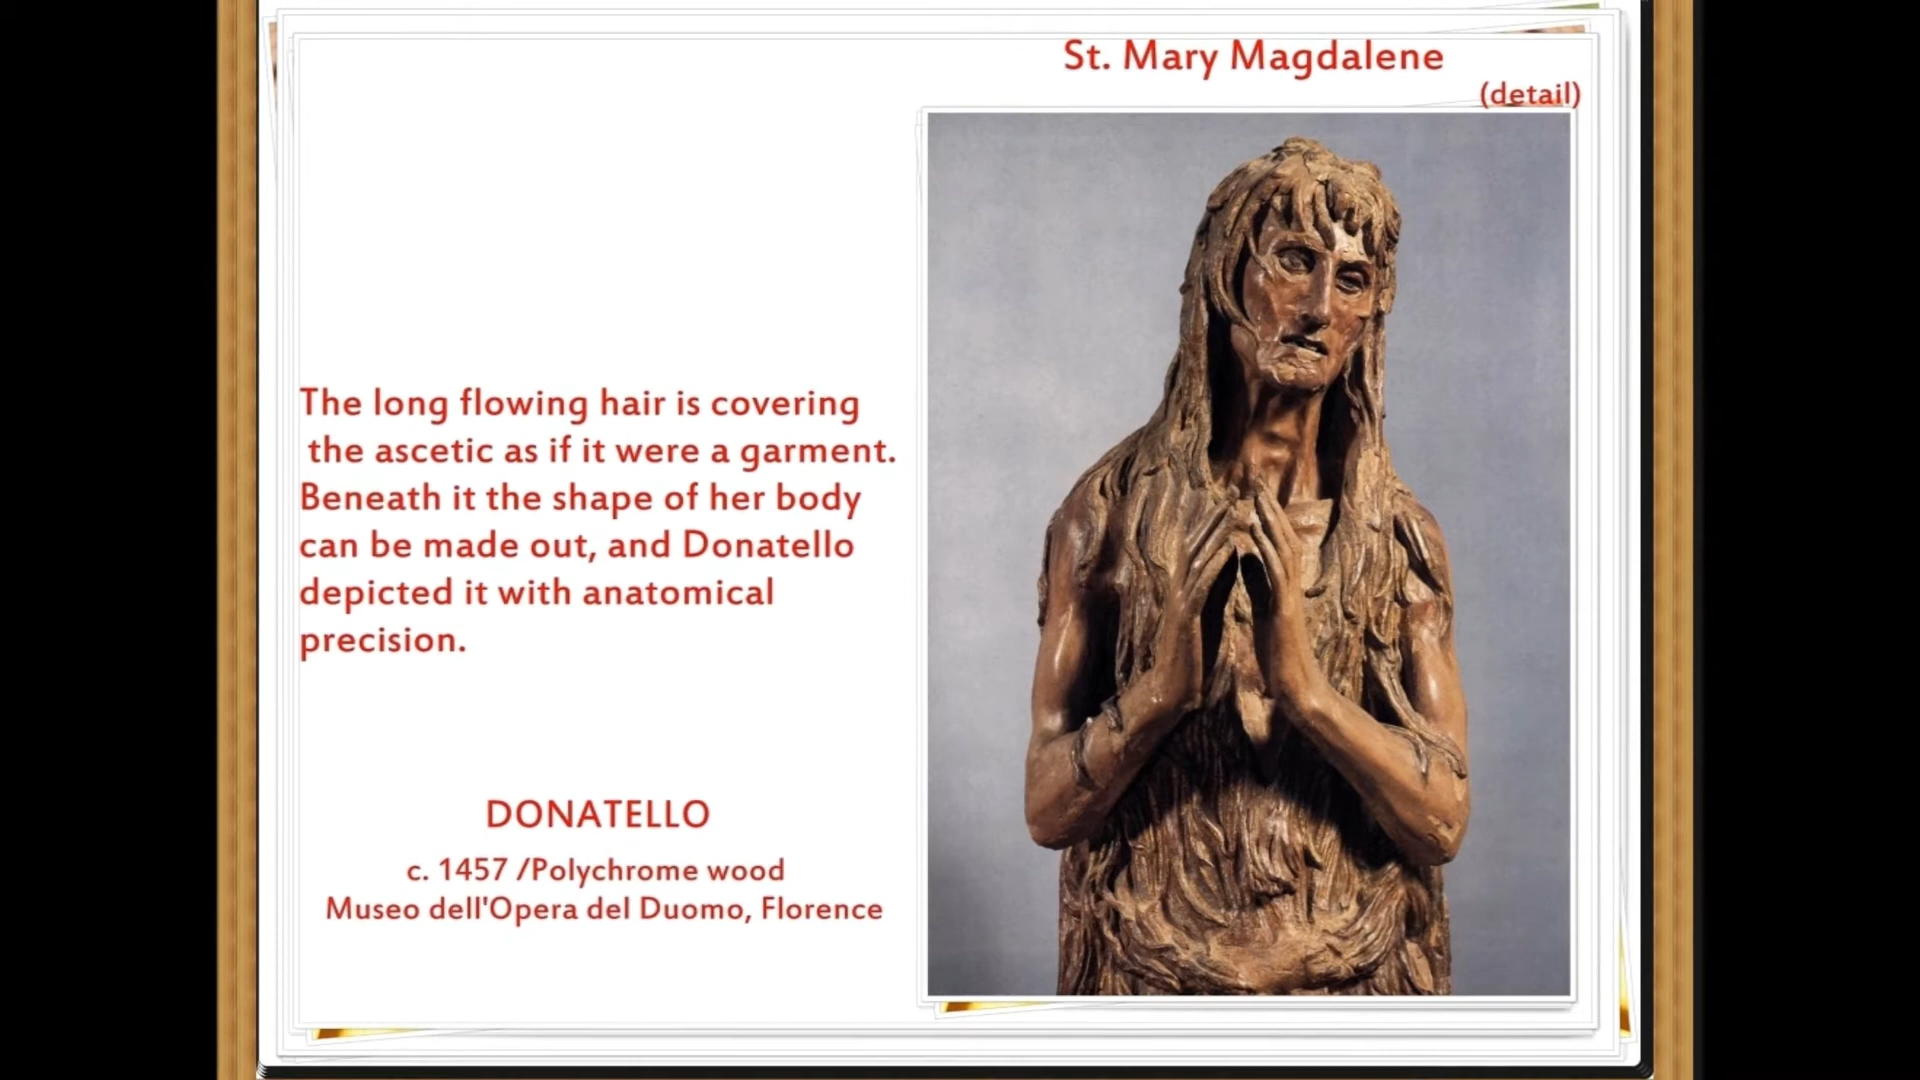 St. Mary Magdalene
(detail)
The long flowing hair is covering
the ascetic as if it were a garment.
Beneath it the shape of her body
can be made out, and Donatello
depicted it with anatomical
precision.
DONATELLO
c. 1457 /Polychrome wood
Museo dell'Opera del Duomo, Florence